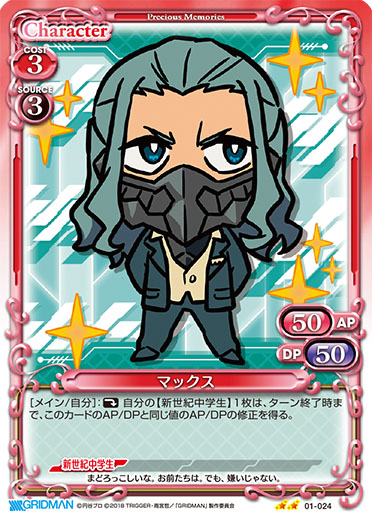 Precious Memories
Character
COST
3
SOURCE
3
50 AP
DP 50
マックス
[メイン/自分]: 自分の【新世紀中学生】1枚は、ターン終了時ま
で、このカードのAP/DPと同じ値のAP/DPの修正を得る。
新世紀中学生
まどろっこしいな。お前たちは。でも、嫌いじゃない。
GRIDMAN ©円谷プロ ©2018 TRIGGER・雨宮哲/「GRIDMAN」製作委員会 01-024